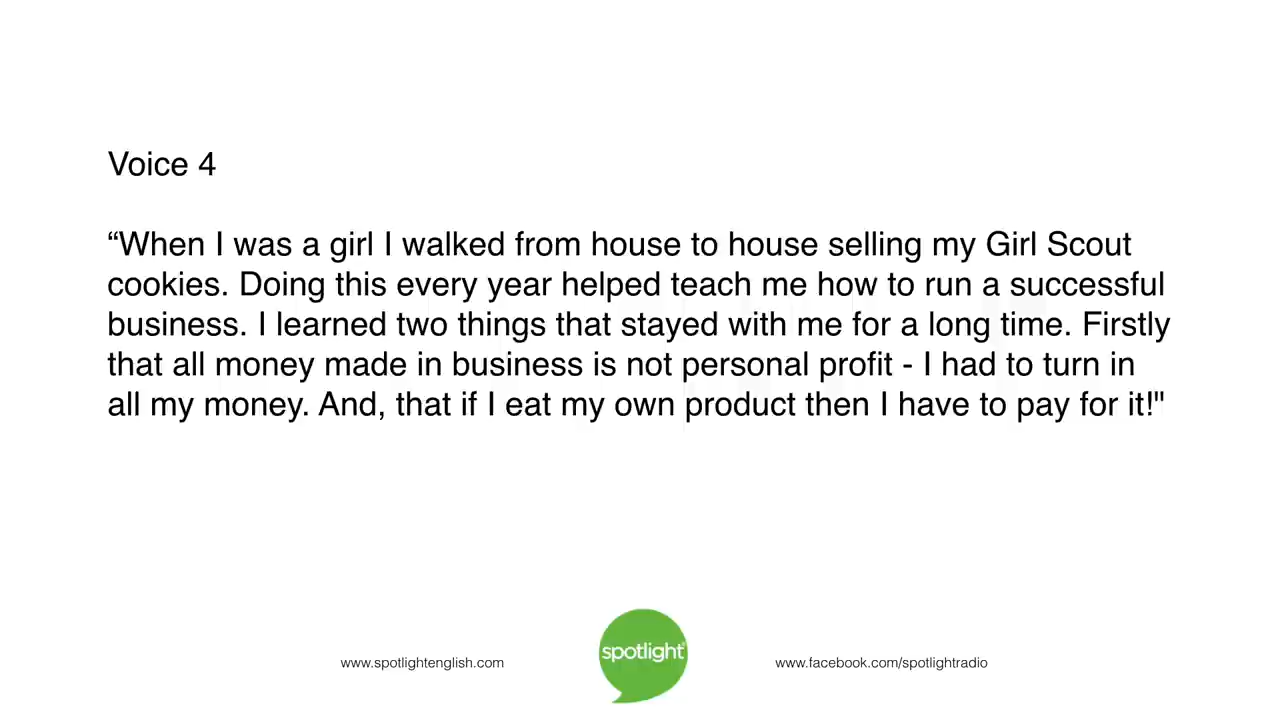 Voice 4
“When I was a girl I walked from house to house selling my Girl Scout
cookies. Doing this every year helped teach me how to run a successful
business. I learned two things that stayed with me for a long time. Firstly
that all money made in business is not personal profit - I had to turn in
all my money. And, that if I eat my own product then I have to pay for it!"
www.spotlightenglish.com
spotlight
www.facebook.com/spotlightradio